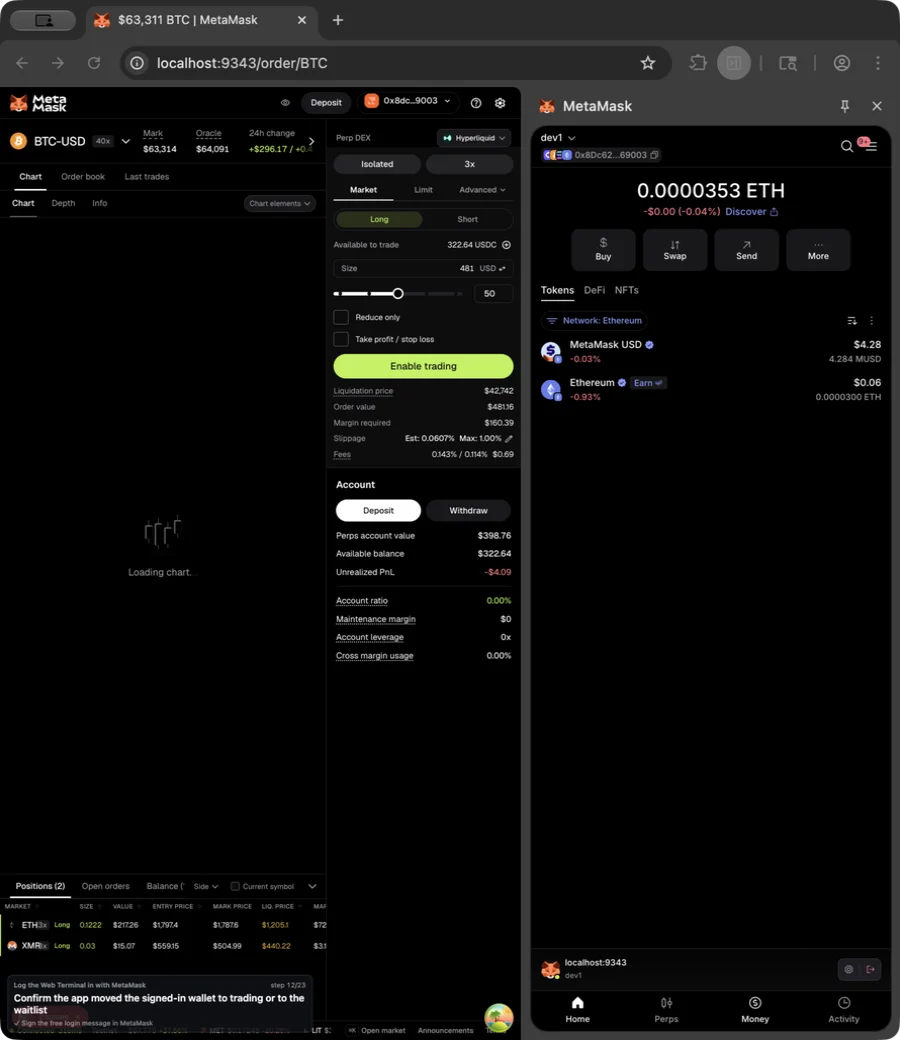 $63,311 BTC | MetaMask
localhost:9343/order/BTC
Meta
Mask
Deposit
0x8dc...9003
BTC-USD
40x
Mark
$63,314
Oracle
$64,091
24h change
+$296.17 / +0.4
Chart
Order book
Last trades
Chart
Depth
Info
Chart elements
Loading chart.
Perp DEX
Hyperliquid
Isolated
3x
Market
Limit
Advanced
Long
Short
Available to trade
322.64 USDC
Size
481 USD
50
Reduce only
Take profit / stop loss
Enable trading
Liquidation price
$42,742
Order value
$481.16
Margin required
$160.39
Slippage
Est: 0.0607% Max: 1.00%
Fees
0.143% / 0.114% $0.69
Account
Deposit
Withdraw
Perps account value
$398.76
Available balance
$322.64
Unrealized PnL
-$4.09
Account ratio
0.00%
Maintenance margin
$0
Account leverage
0x
Cross margin usage
0.00%
Positions (2)
Open orders
Balance (
Side
Current symbol
MARKET
SIZE
VALUE
ENTRY PRICE
MARK PRICE
LIQ. PRICE
MAR
ETH
Long
0.1222
$217.26
$1,797.4
$1,787.6
$1,205.1
$72
XMR
Long
0.03
$15.07
$559.15
$504.99
$440.22
$3.1
Log the Web Terminal in with MetaMask
step 12/23
Confirm the app moved the signed-in wallet to trading or to the
waitlist
✓ Sign the free login message in MetaMask
LIT $
Open market
Announcements
MetaMask
dev1
0x8Dc62...69003
9+
0.0000353 ETH
-$0.00 (-0.04%) Discover
Buy
Swap
Send
More
Tokens
DeFi
NFTs
Network: Ethereum
MetaMask USD
$4.28
-0.03%
4.284 MUSD
Ethereum
Earn
$0.06
-0.93%
0.0000300 ETH
localhost:9343
dev1
Home
Perps
Money
Activity